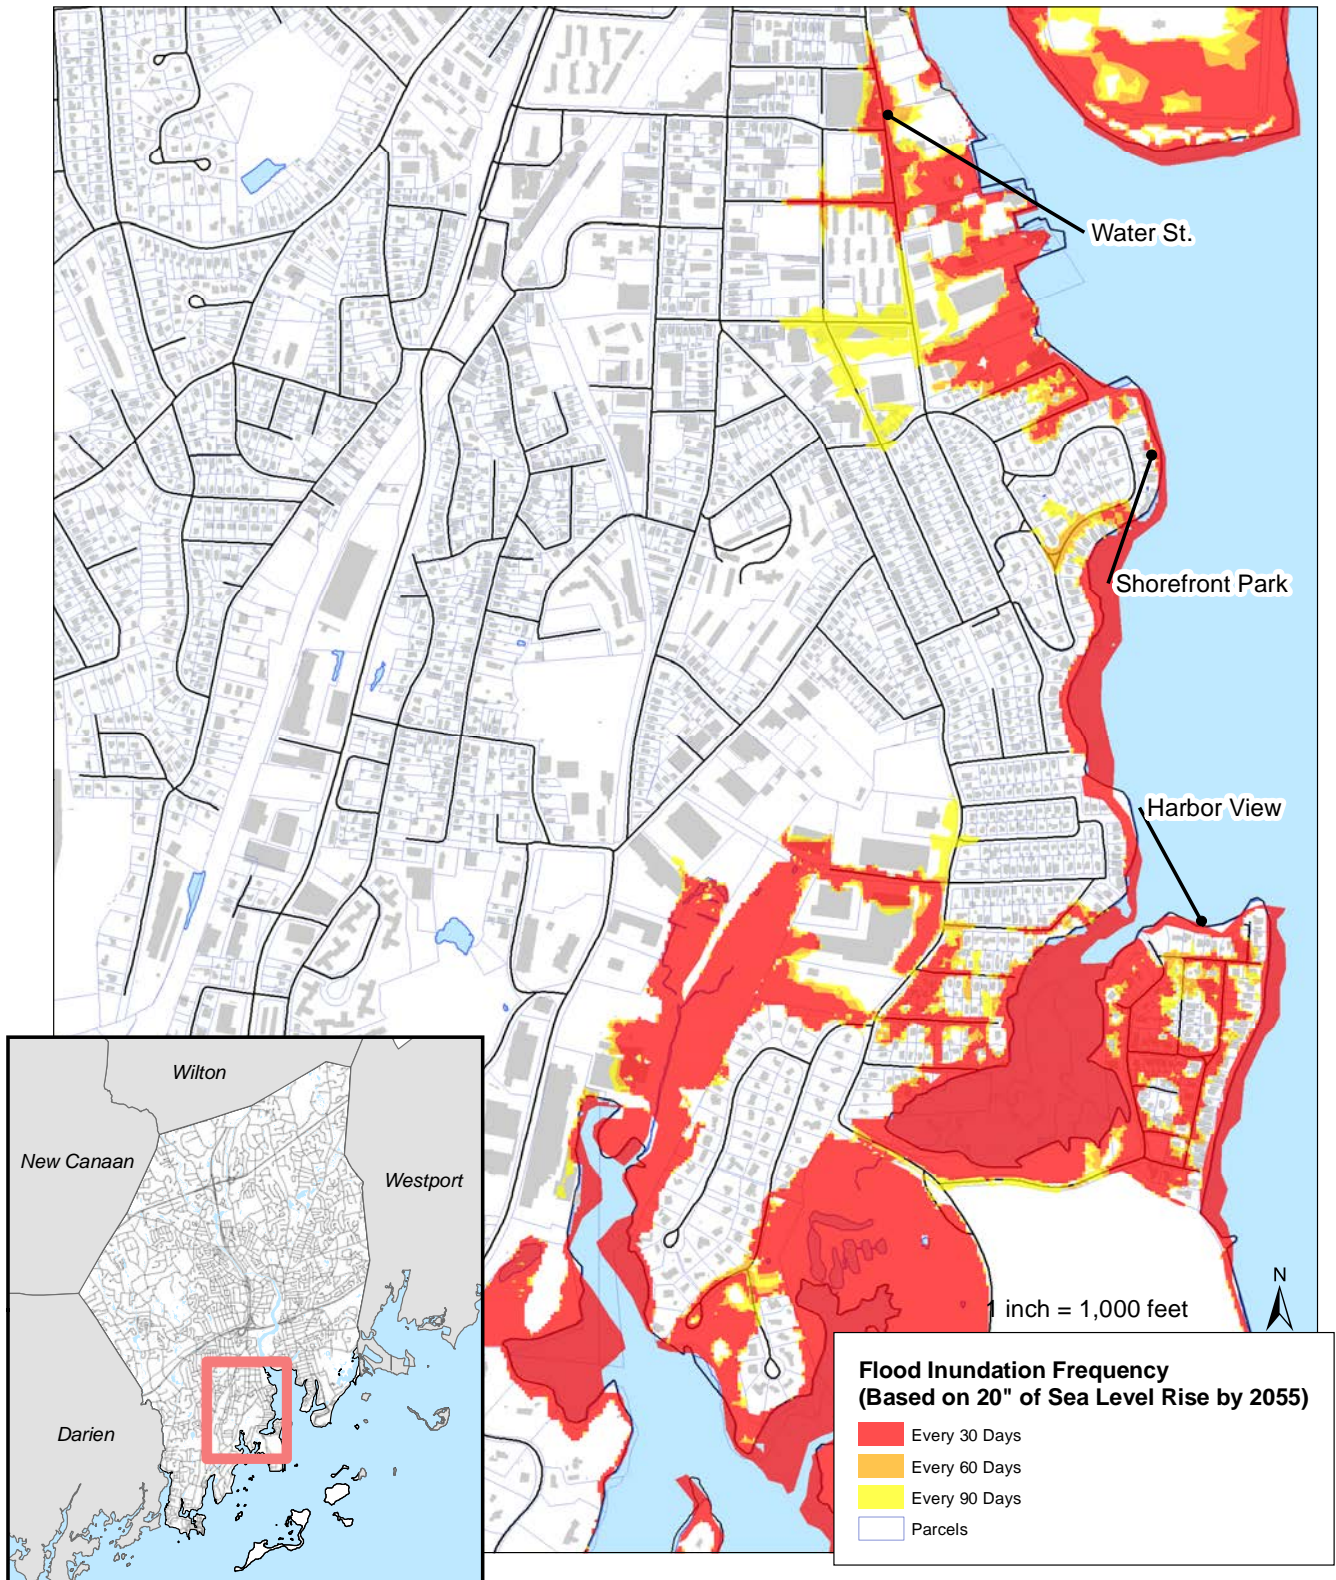 Water St.
Shorefront Park
Harbor View
Wilton
New Canaan
Westport
Darien
N
1 inch = 1,000 feet
Flood Inundation Frequency
(Based on 20" of Sea Level Rise by 2055)
Every 30 Days
Every 60 Days
Every 90 Days
Parcels